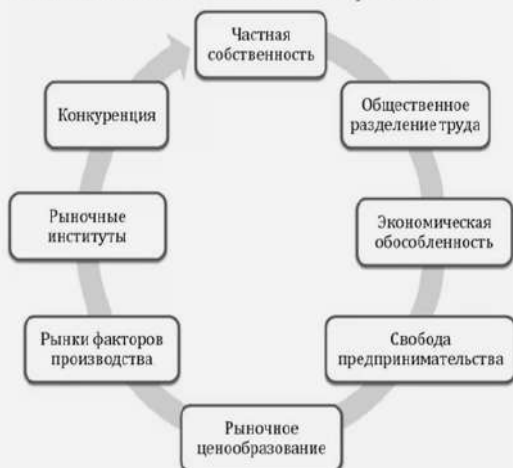 Частная
собственность
Общественное
разделение труда
Экономическая
обособленность
Свобода
предпринимательства
Рыночное
ценообразование
Рынки факторов
производства
Рыночные
институты
Конкуренция